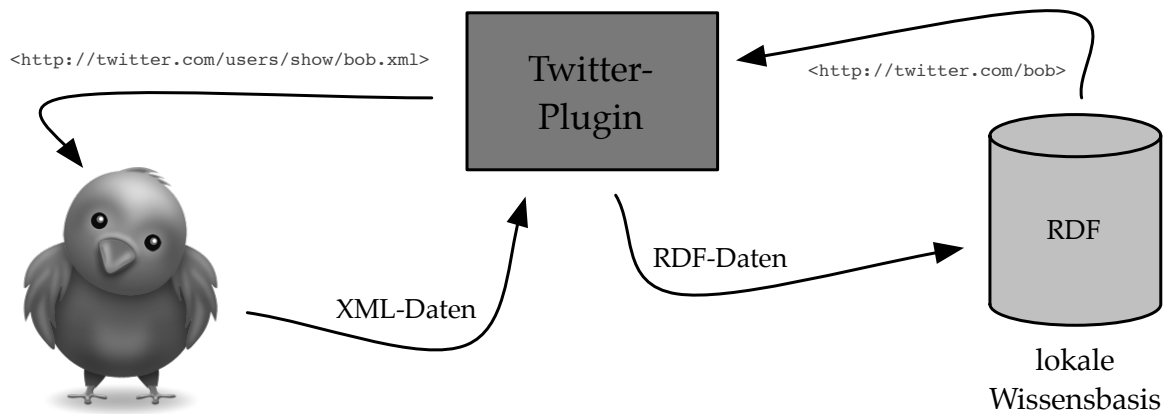 <http://twitter.com/users/show/bob.xml>
Twitter-
Plugin
<http://twitter.com/bob>
RDF
RDF-Daten
XML-Daten
lokale
Wissensbasis